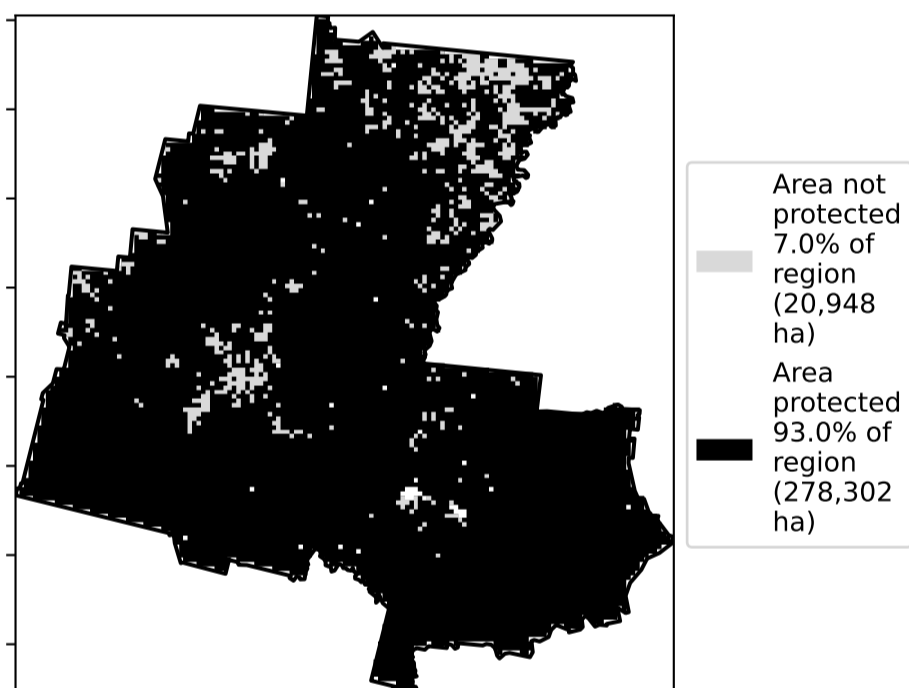 Area not
protected
7.0% of
region
(20,948
ha)
Area
protected
93.0% of
region
(278,302
ha)